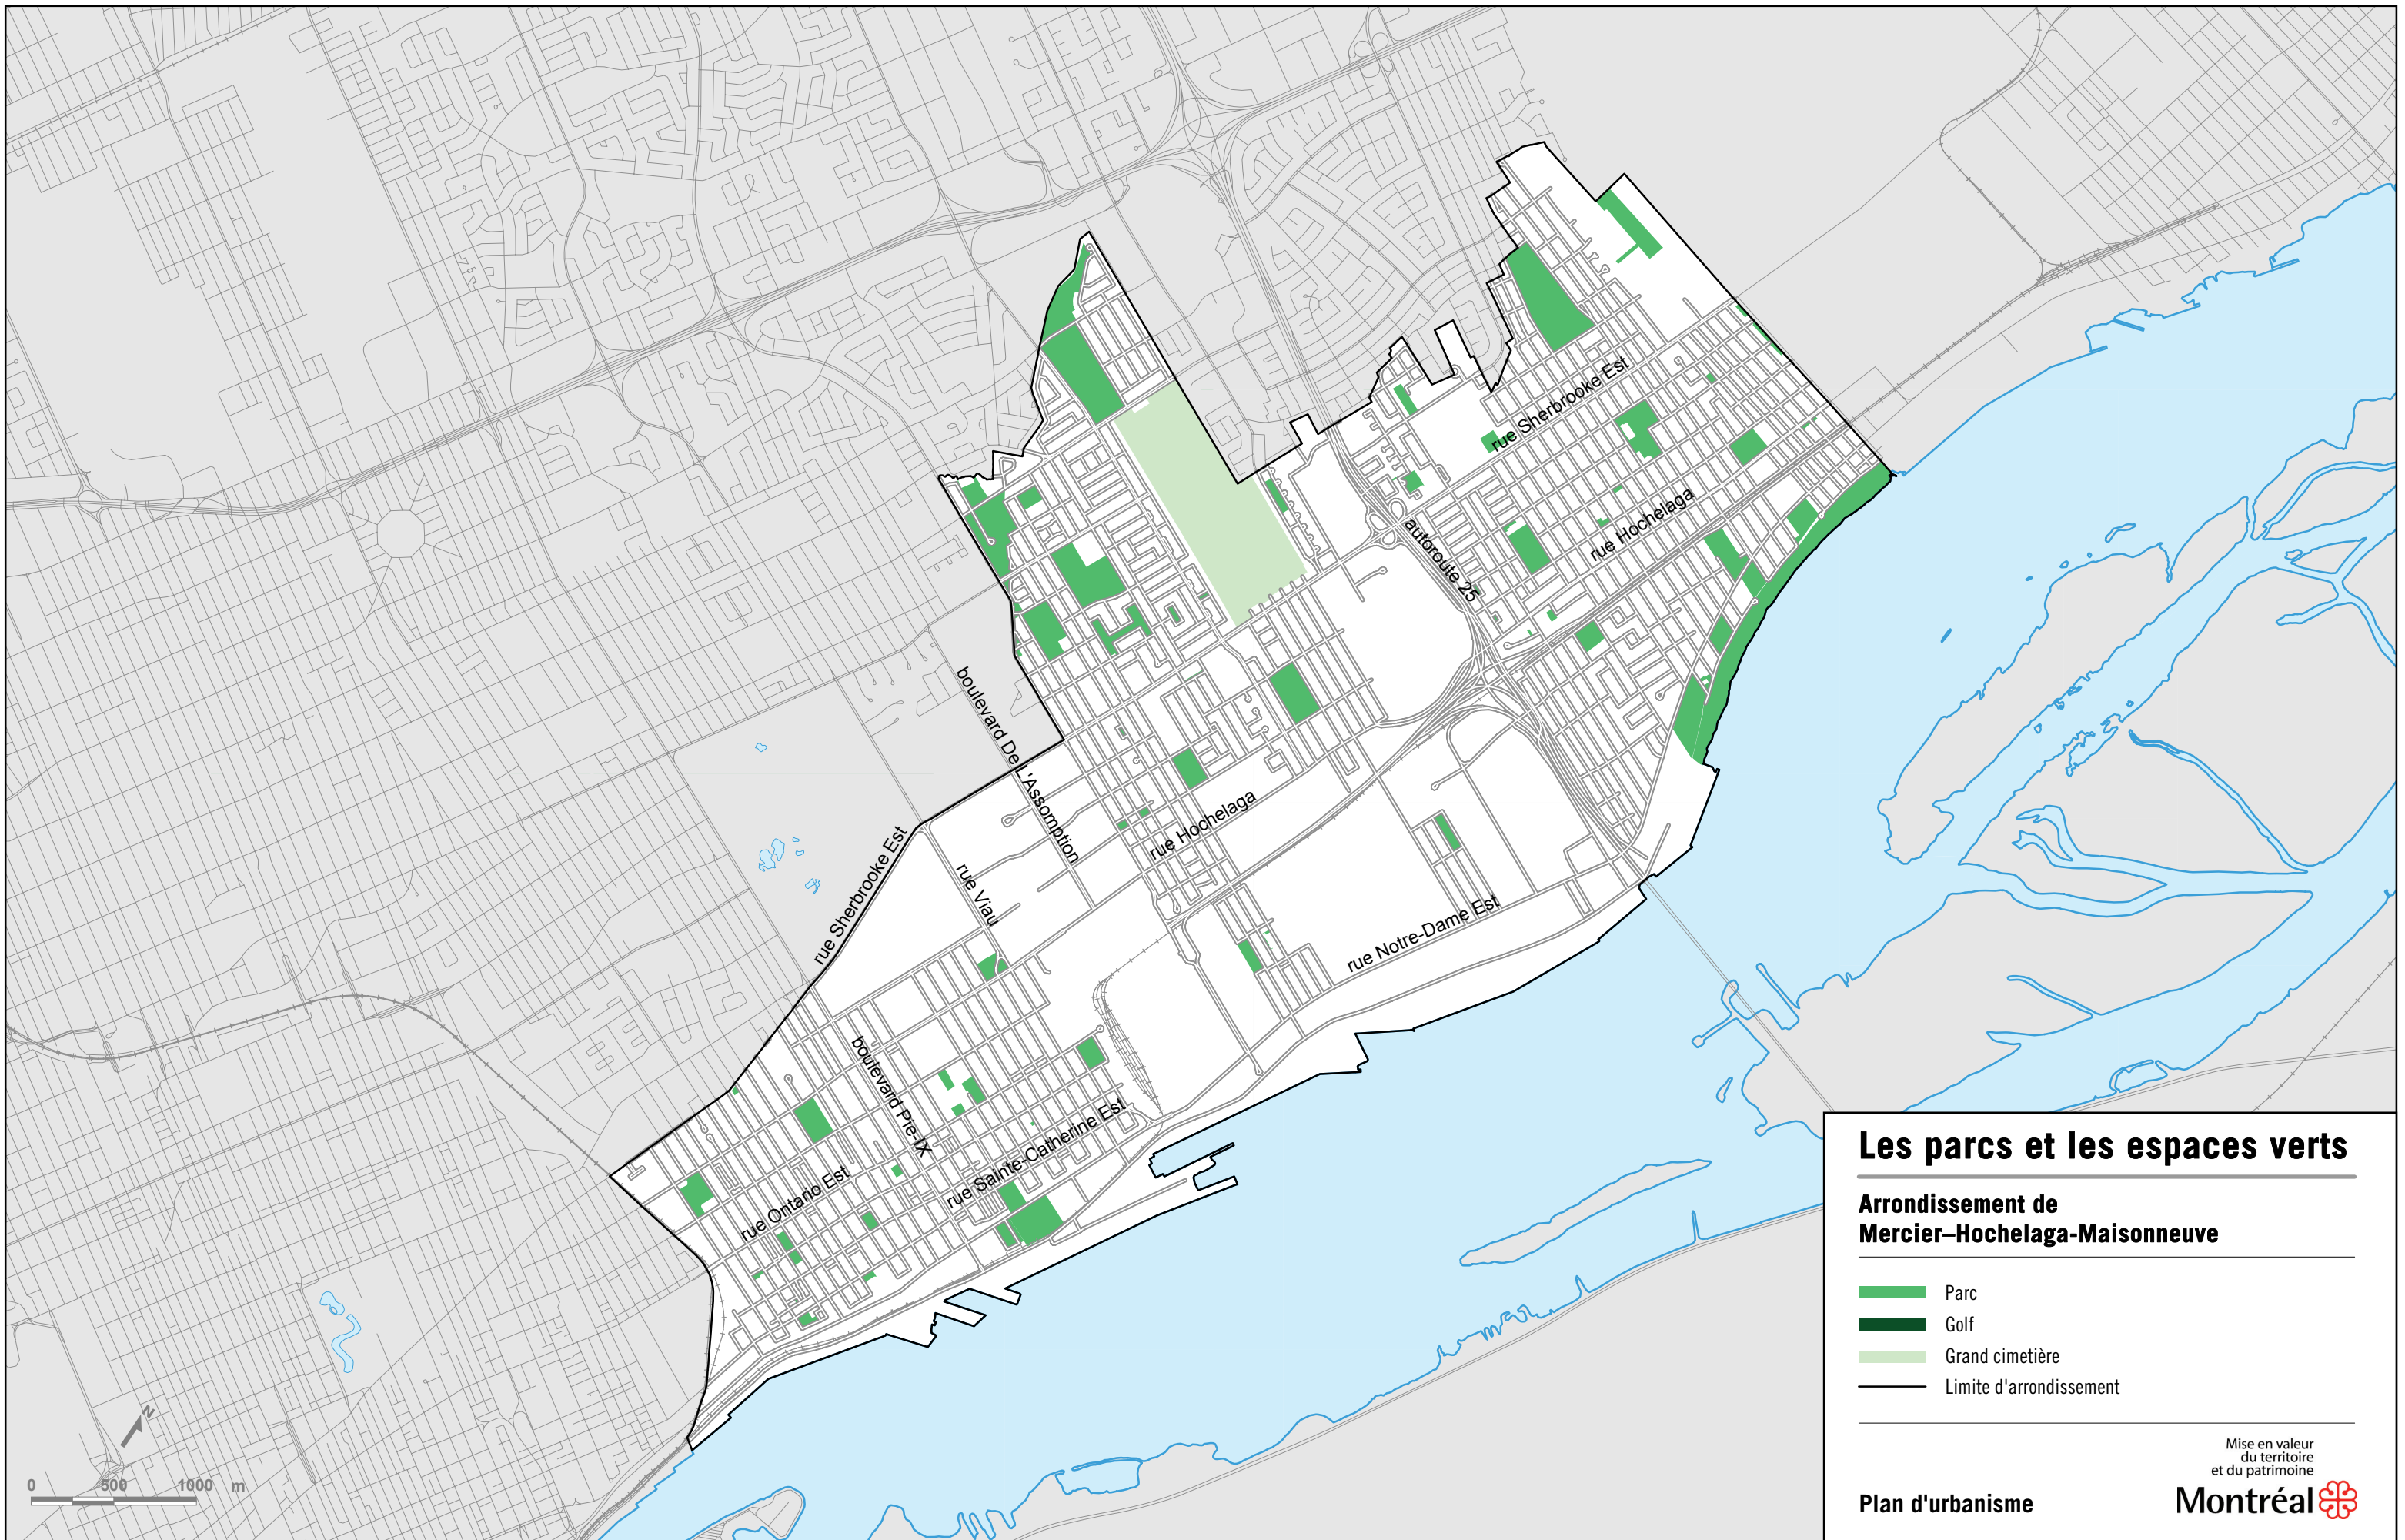 rue Sherbrooke Est
autoroute 25
rue Hochelaga
boulevard De L'Assomption
rue Hochelaga
rue Sherbrooke Est
rue Viau
rue Notre-Dame Est
boulevard Pie-IX
rue Sainte-Catherine Est
rue Ontario Est
N
0 500 1000 m
Les parcs et les espaces verts
Arrondissement de
Mercier–Hochelaga-Maisonneuve
Parc
Golf
Grand cimetière
Limite d'arrondissement
Mise en valeur
du territoire
et du patrimoine
Plan d'urbanisme
Montréal